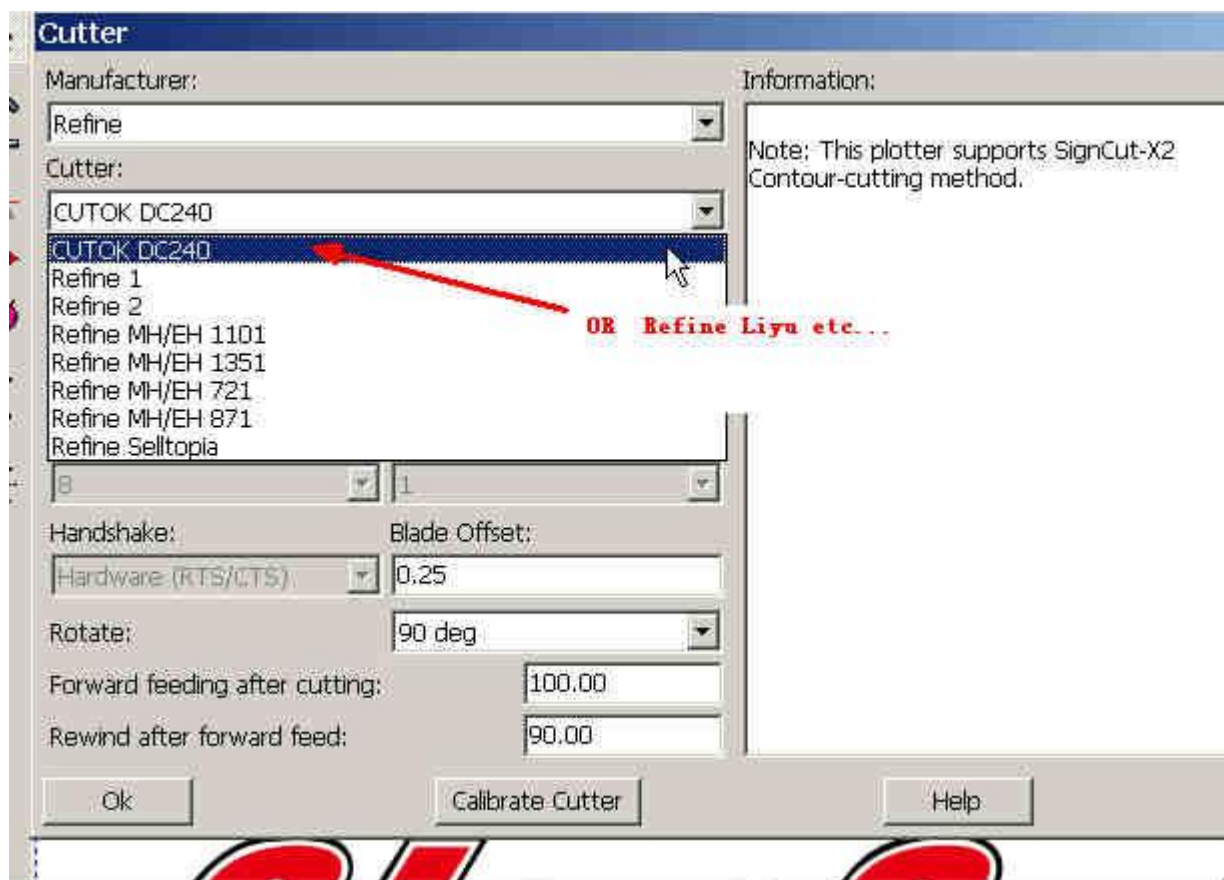 Cutter
Manufacturer:
Information:
Refine
Note: This plotter supports SignCut-X2
Contour-cutting method.
Cutter:
CUTOK DC240
CUTOK DC240
Refine 1
Refine 2
Refine MH/EH 1101
Refine MH/EH 1351
Refine MH/EH 721
Refine MH/EH 871
Refine Selltopia
OR Refine Liyu etc...
8
1
Handshake:
Blade Offset:
Hardware (RTS/CTS)
0.25
Rotate:
90 deg
Forward feeding after cutting:
100.00
Rewind after forward feed:
90.00
Ok
Calibrate Cutter
Help